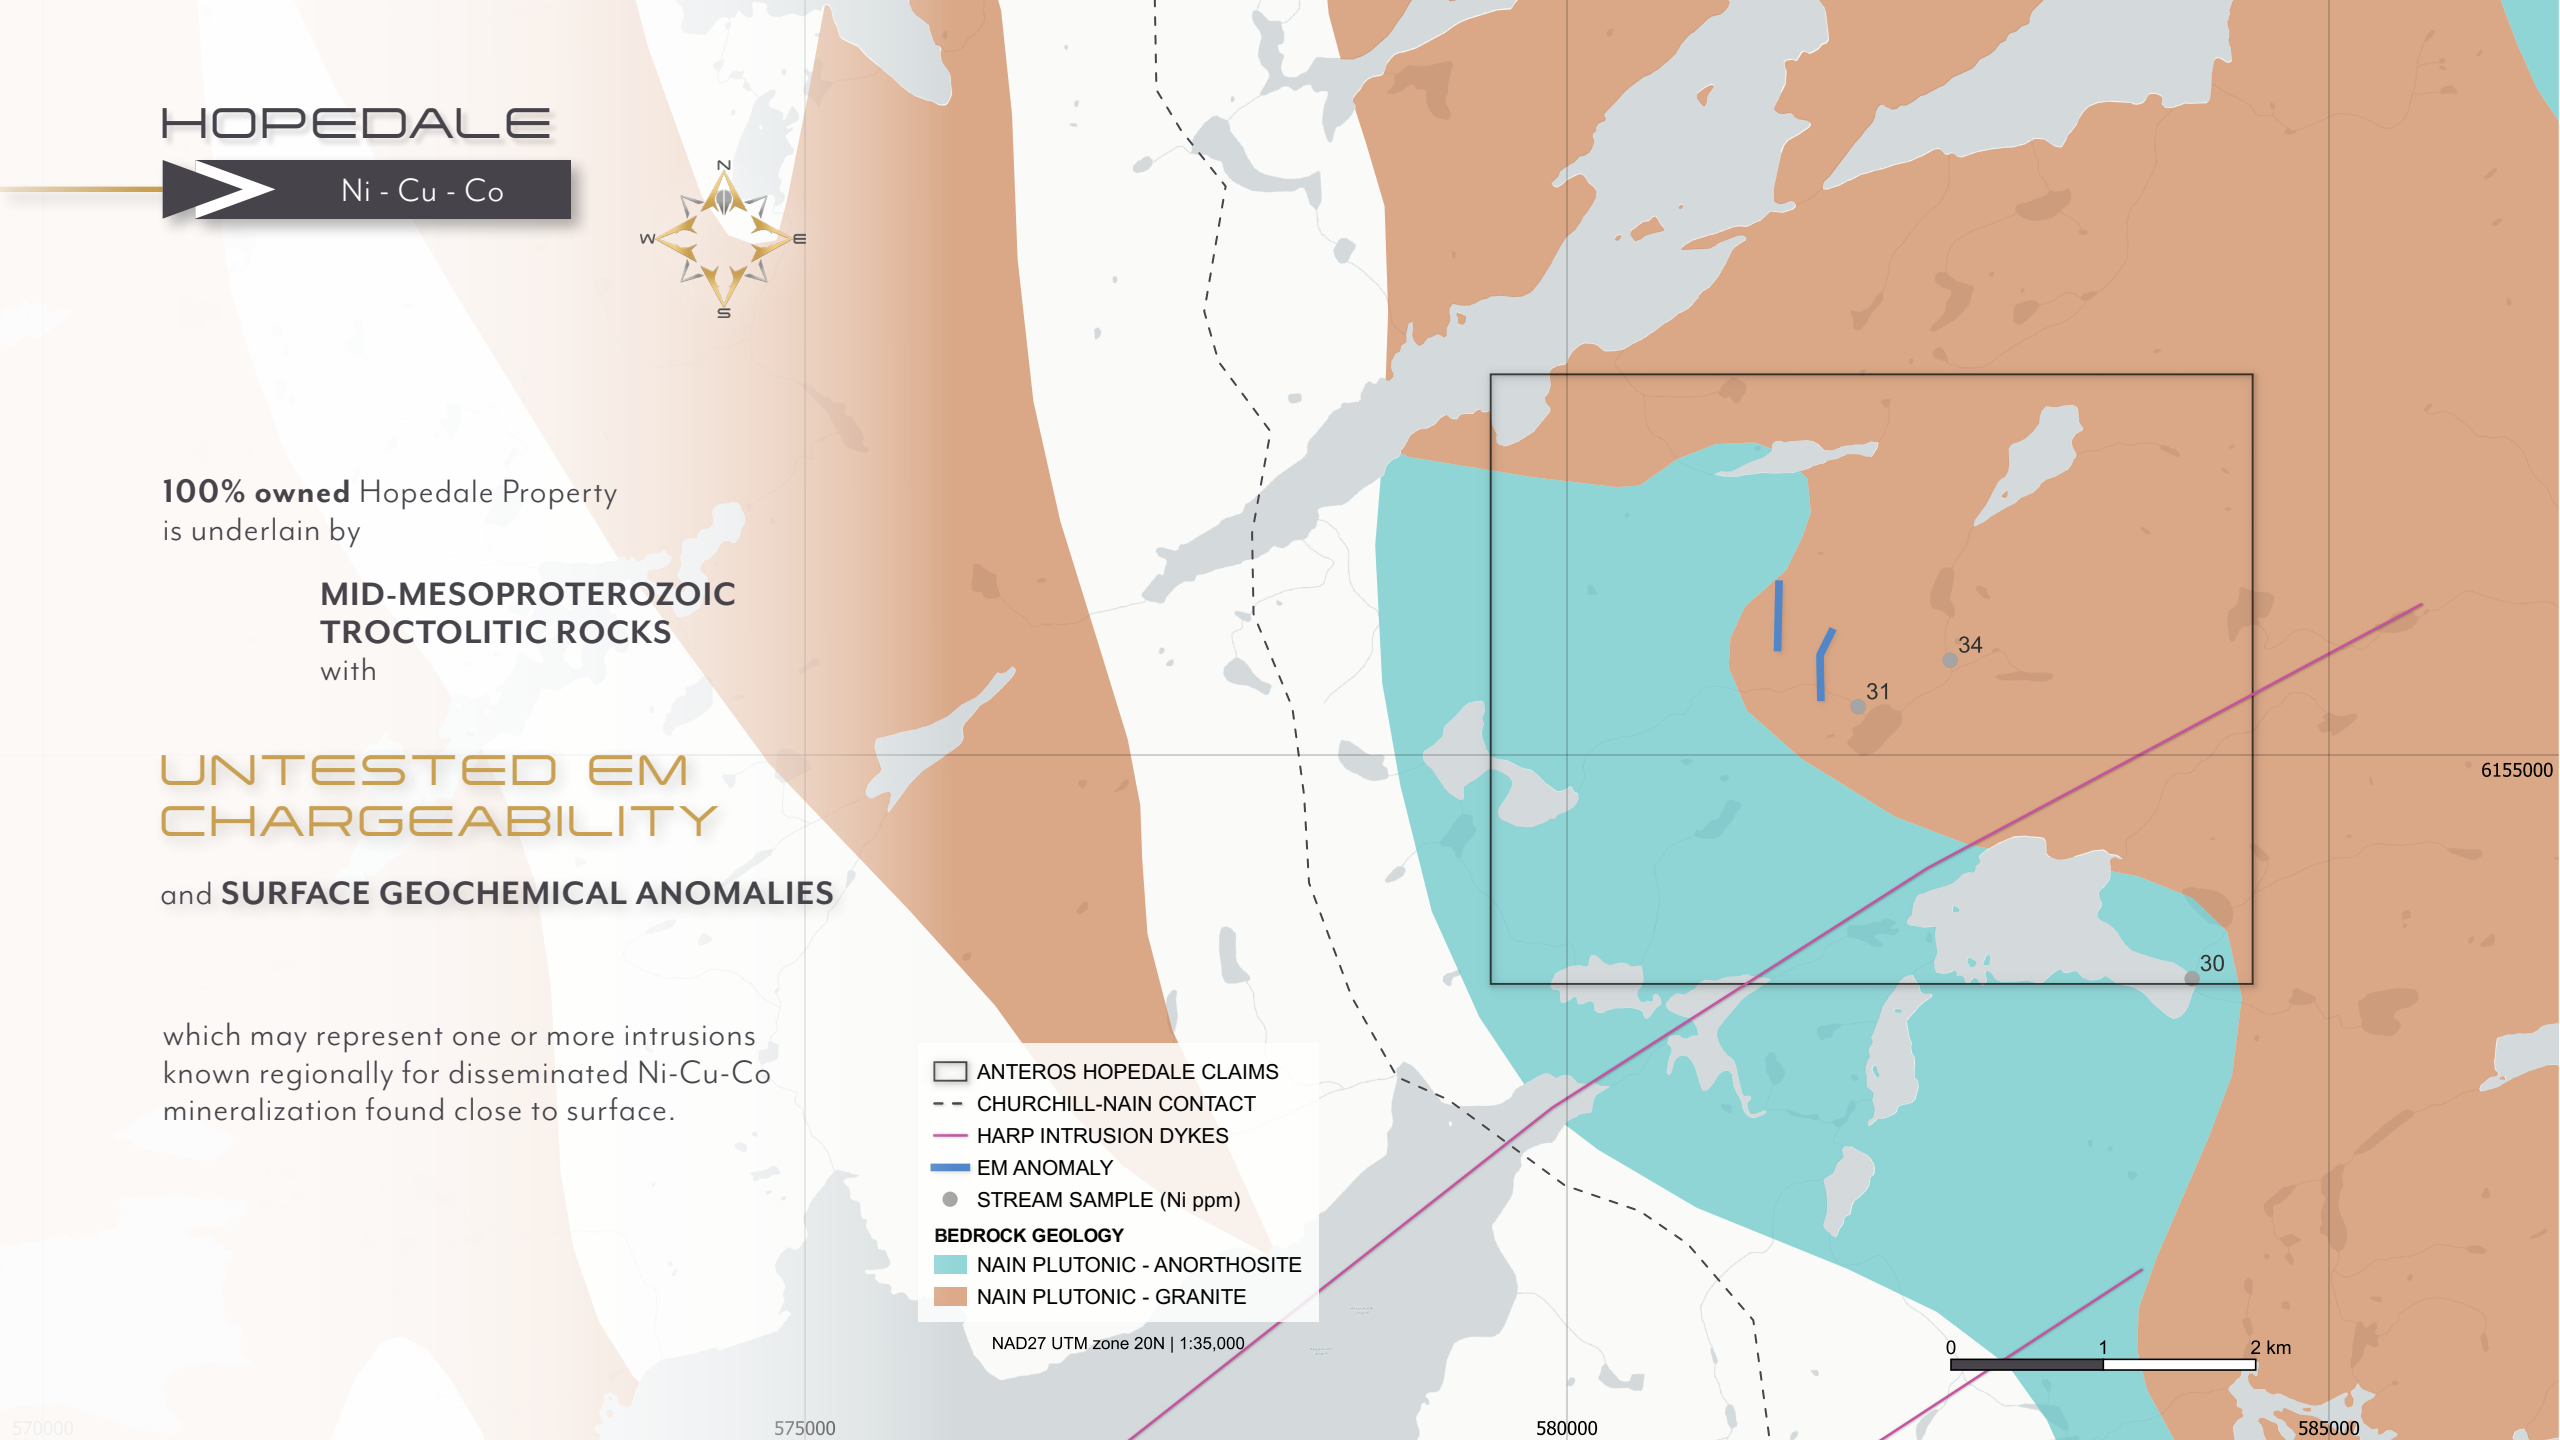 HOPEDALE
Ni - Cu - Co
N
W
E
S
100% owned Hopedale Property
is underlain by
MID-MESOPROTEROZOIC
TROCTOLITIC ROCKS
with
UNTESTED EM
CHARGEABILITY
and SURFACE GEOCHEMICAL ANOMALIES
which may represent one or more intrusions
known regionally for disseminated Ni-Cu-Co
mineralization found close to surface.
34
31
6155000
30
ANTEROS HOPEDALE CLAIMS
CHURCHILL-NAIN CONTACT
HARP INTRUSION DYKES
EM ANOMALY
STREAM SAMPLE (Ni ppm)
BEDROCK GEOLOGY
NAIN PLUTONIC - ANORTHOSITE
NAIN PLUTONIC - GRANITE
NAD27 UTM zone 20N | 1:35,000
0 1 2 km
570000 575000 580000 585000